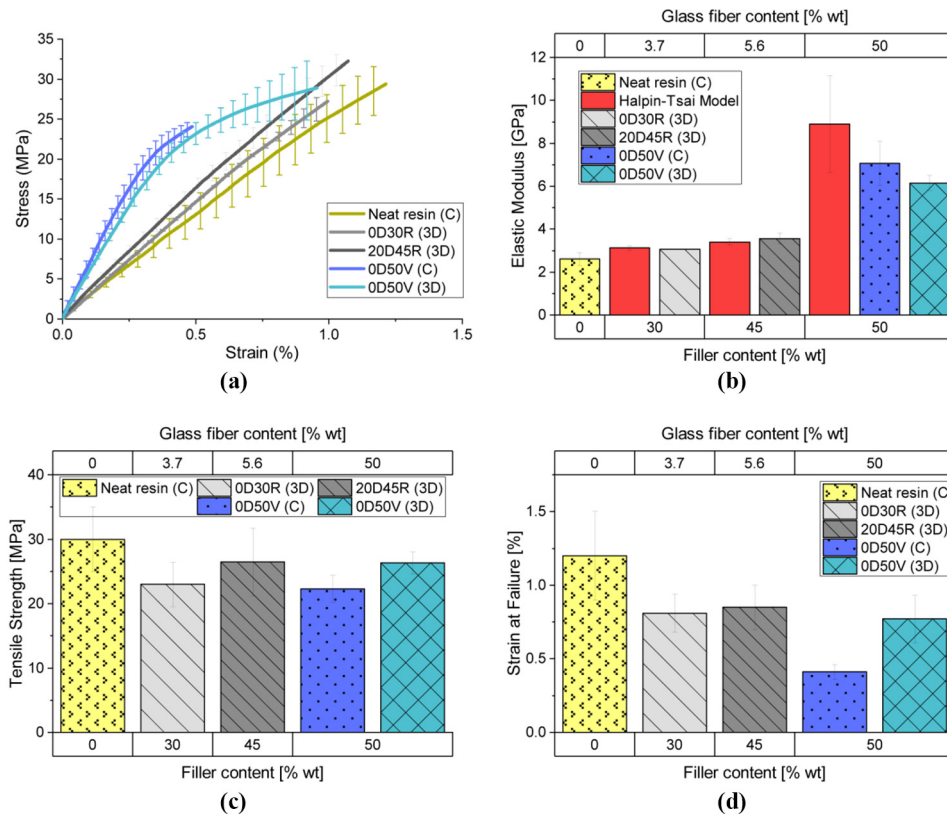 35
30
25
20
15
10
5
0
Stress (MPa)
Neat resin (C)
0D30R (3D)
20D45R (3D)
0D50V (C)
0D50V (3D)
0.0
0.5
1.0
1.5
Strain (%)
(a)
Glass fiber content [% wt]
0 3.7 5.6 50
12
10
8
6
4
2
0
Elastic Modulus [GPa]
Neat resin (C)
Halpin-Tsai Model
0D30R (3D)
20D45R (3D)
0D50V (C)
0D50V (3D)
0 30 45 50
Filler content [% wt]
(b)
Glass fiber content [% wt]
0 3.7 5.6 50
40
30
20
10
0
Tensile Strength [MPa]
Neat resin (C) 0D30R (3D) 20D45R (3D)
0D50V (C) 0D50V (3D)
0 30 45 50
Filler content [% wt]
(c)
Glass fiber content [% wt]
0 3.7 5.6 50
1.5
1.0
0.5
0.0
Strain at Failure [%]
Neat resin (C)
0D30R (3D)
20D45R (3D)
0D50V (C)
0D50V (3D)
0 30 45 50
Filler content [% wt]
(d)